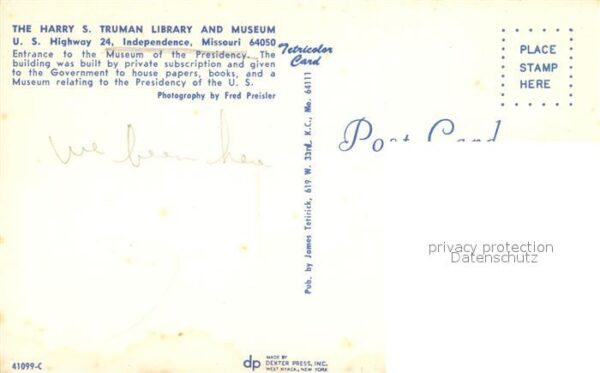 THE HARRY S. TRUMAN LIBRARY AND MUSEUM
U. S. Highway 24, Independence, Missouri 64050
Entrance to the Museum of the Presidency. The
building was built by private subscription and given
to the Government to house papers, books, and a
Museum relating to the Presidency of the U. S.
Photography by Fred Preisler
we been here
41099-C
Tetricolor
Card
Pub. by James Tetirick, 619 W. 33rd, K.C., Mo. 64111
dp
MADE BY
DEXTER PRESS, INC.
WEST NYACK, NEW YORK
Post Card
PLACE
STAMP
HERE
privacy protection
Datenschutz